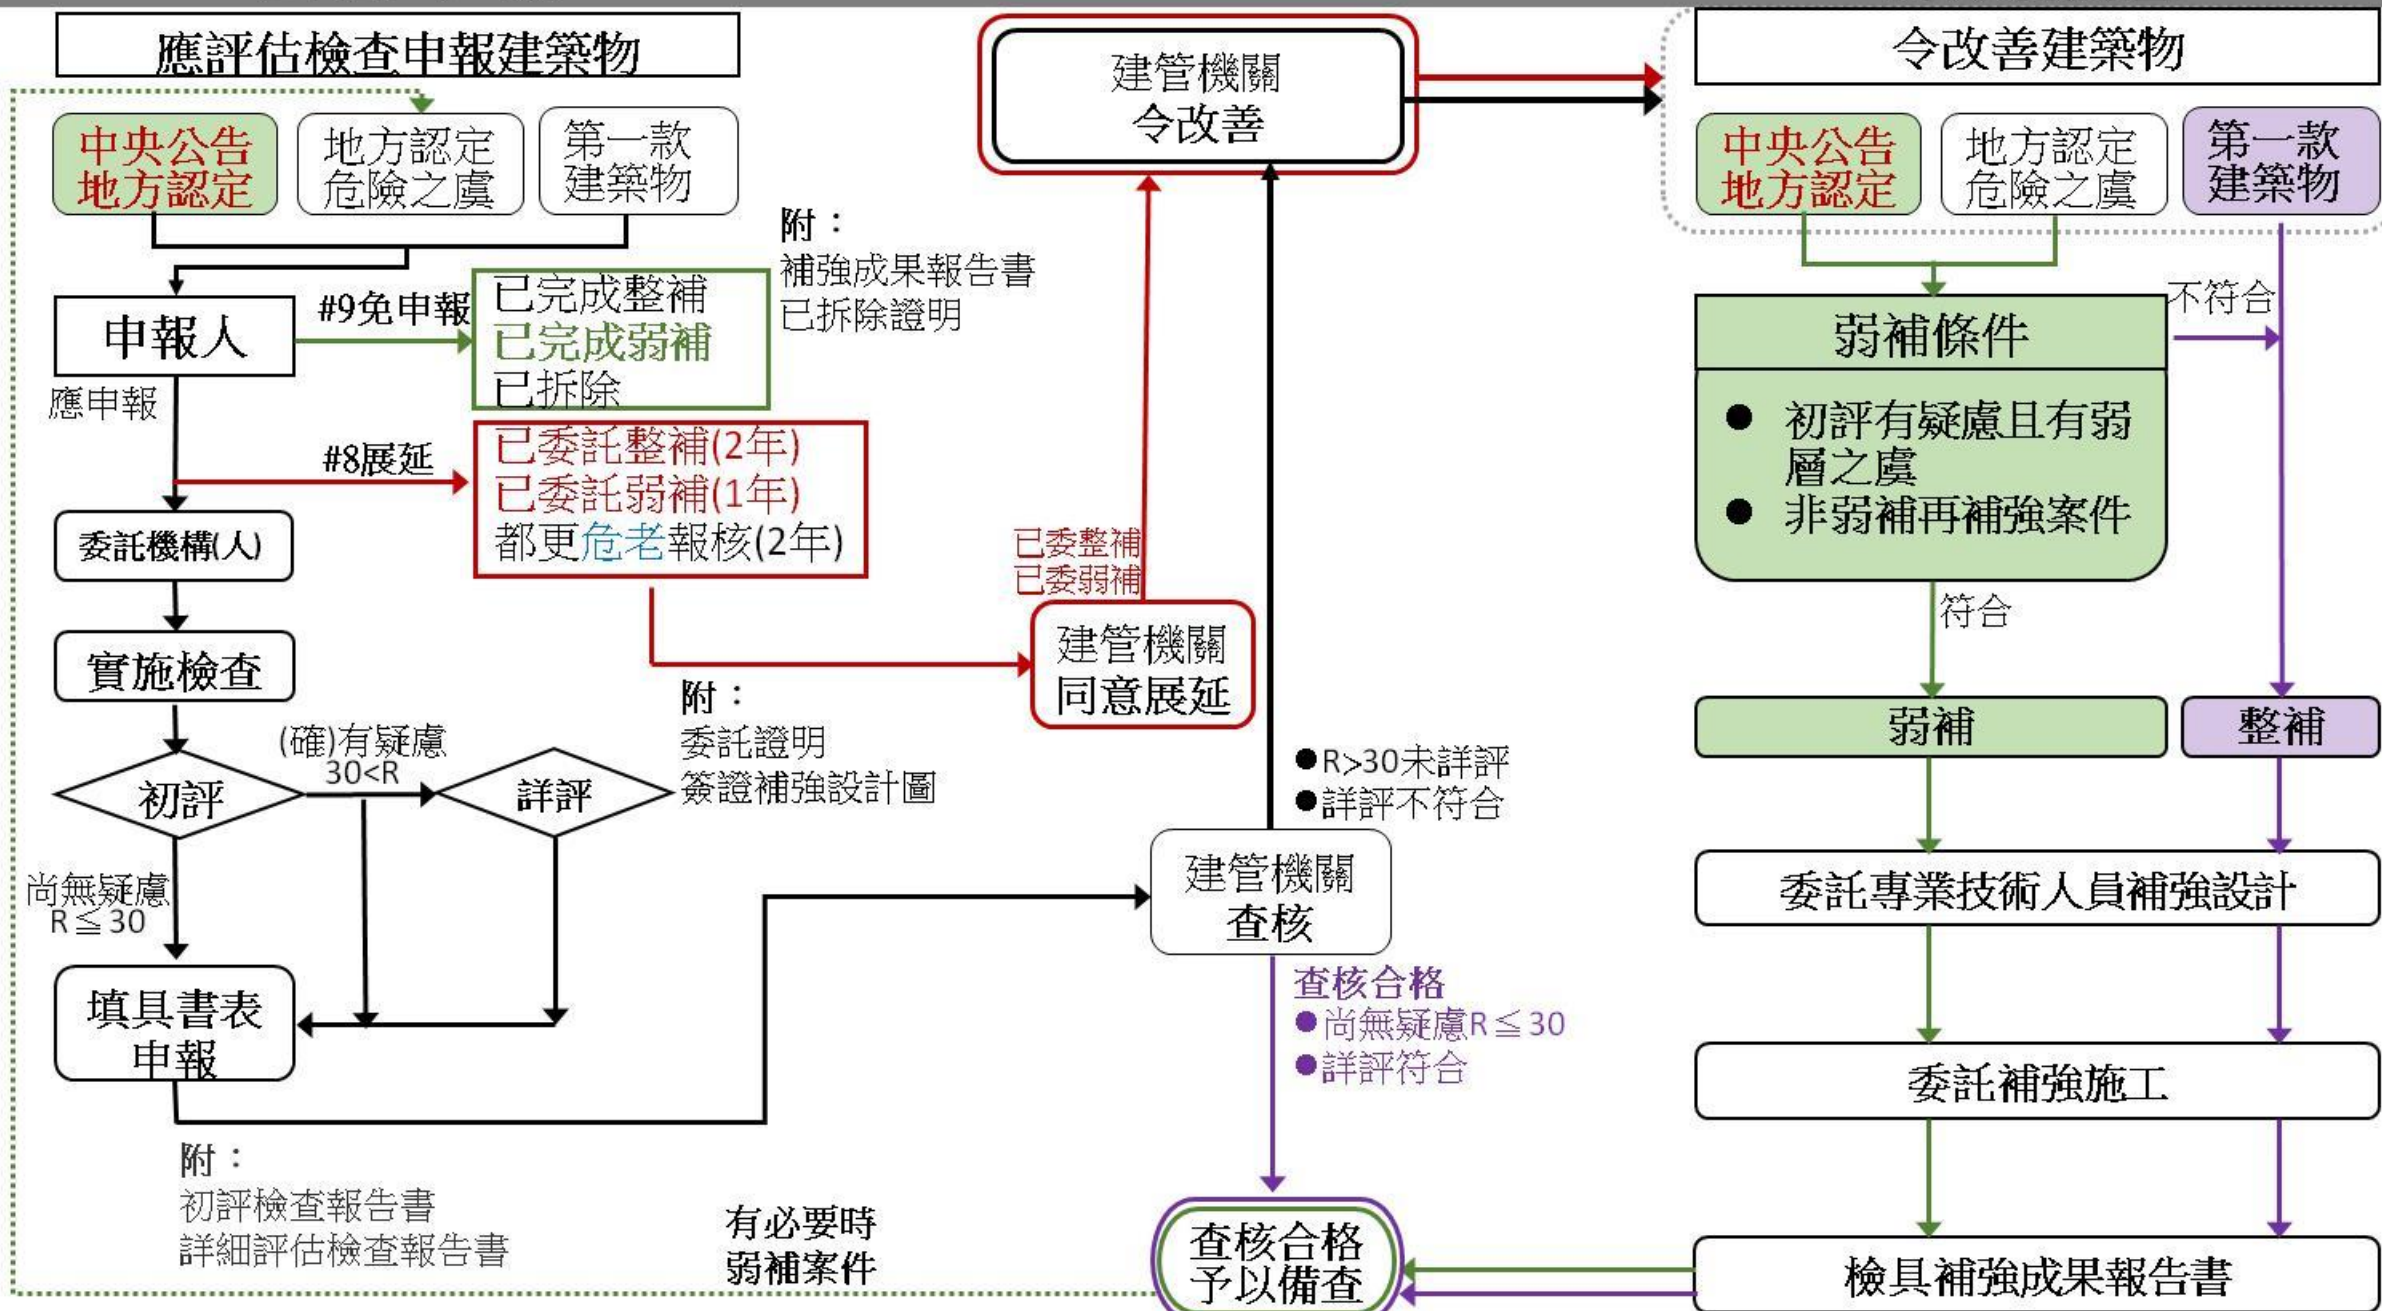 應評估檢查申報建築物
中央公告
地方認定
地方認定
危險之虞
第一款
建築物
申報人
#9免申報
已完成整補
已完成弱補
已拆除
附：
補強成果報告書
已拆除證明
應申報
#8展延
已委託整補(2年)
已委託弱補(1年)
都更危老報核(2年)
委託機構(人)
實施檢查
附：
委託證明
簽證補強設計圖
初評
(確)有疑慮
30<R
詳評
尚無疑慮
R≦30
填具書表
申報
附：
初評檢查報告書
詳細評估檢查報告書
建管機關
令改善
已委整補
已委弱補
建管機關
同意展延
●R>30未詳評
●詳評不符合
建管機關
查核
查核合格
●尚無疑慮R≦30
●詳評符合
有必要時
弱補案件
查核合格
予以備查
令改善建築物
中央公告
地方認定
地方認定
危險之虞
第一款
建築物
弱補條件
不符合
● 初評有疑慮且有弱
層之虞
● 非弱補再補強案件
符合
弱補
整補
委託專業技術人員補強設計
委託補強施工
檢具補強成果報告書